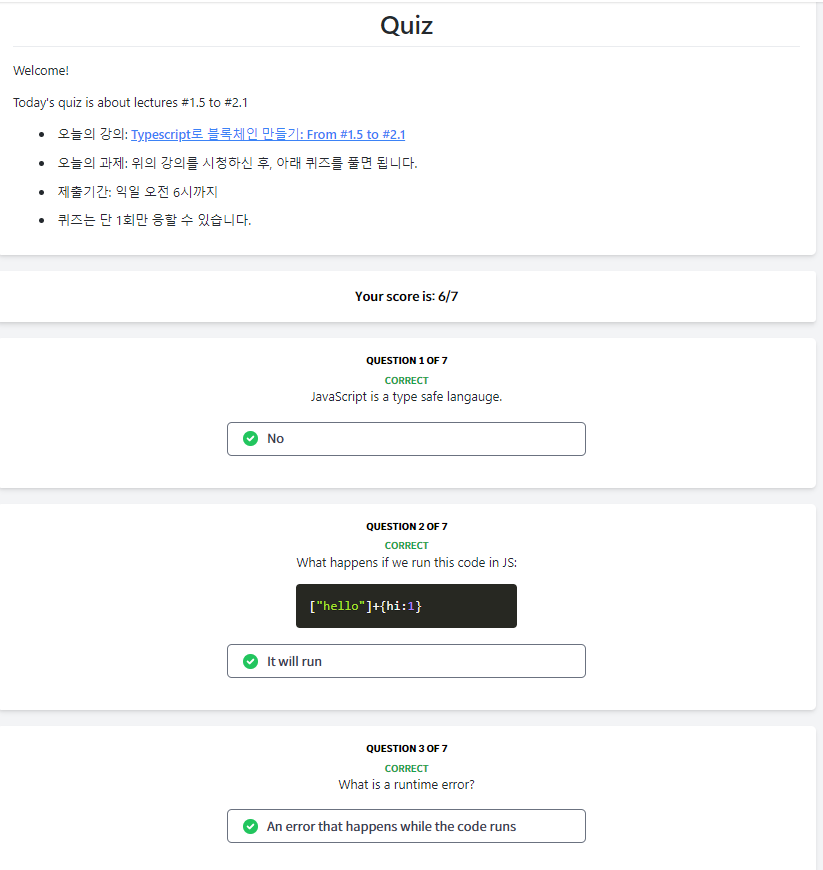 Quiz
Welcome!
Today's quiz is about lectures #1.5 to #2.1
오늘의 강의: Typescript로 블록체인 만들기: From #1.5 to #2.1
오늘의 과제: 위의 강의를 시청하신 후, 아래 퀴즈를 풀면 됩니다.
제출기간: 익일 오전 6시까지
퀴즈는 단 1회만 응할 수 있습니다.
Your score is: 6/7
QUESTION 1 OF 7
CORRECT
JavaScript is a type safe langauge.
No
QUESTION 2 OF 7
CORRECT
What happens if we run this code in JS:
["hello"]+{hi:1}
It will run
QUESTION 3 OF 7
CORRECT
What is a runtime error?
An error that happens while the code runs